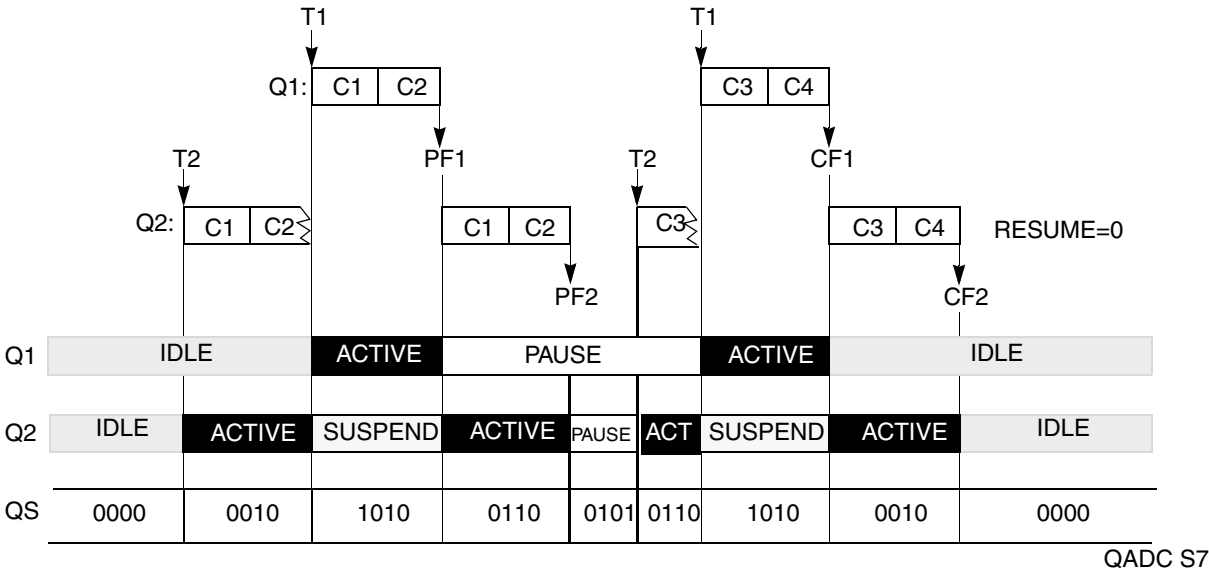 T1 T1
Q1: C1 C2 C3 C4
T2 PF1 T2 CF1
Q2: C1 C2 C1 C2 C3 C3 C4 RESUME=0
PF2 CF2
Q1 IDLE ACTIVE PAUSE ACTIVE IDLE
Q2 IDLE ACTIVE SUSPEND ACTIVE PAUSE ACT SUSPEND ACTIVE IDLE
QS 0000 0010 1010 0110 0101 0110 1010 0010 0000
QADC S7